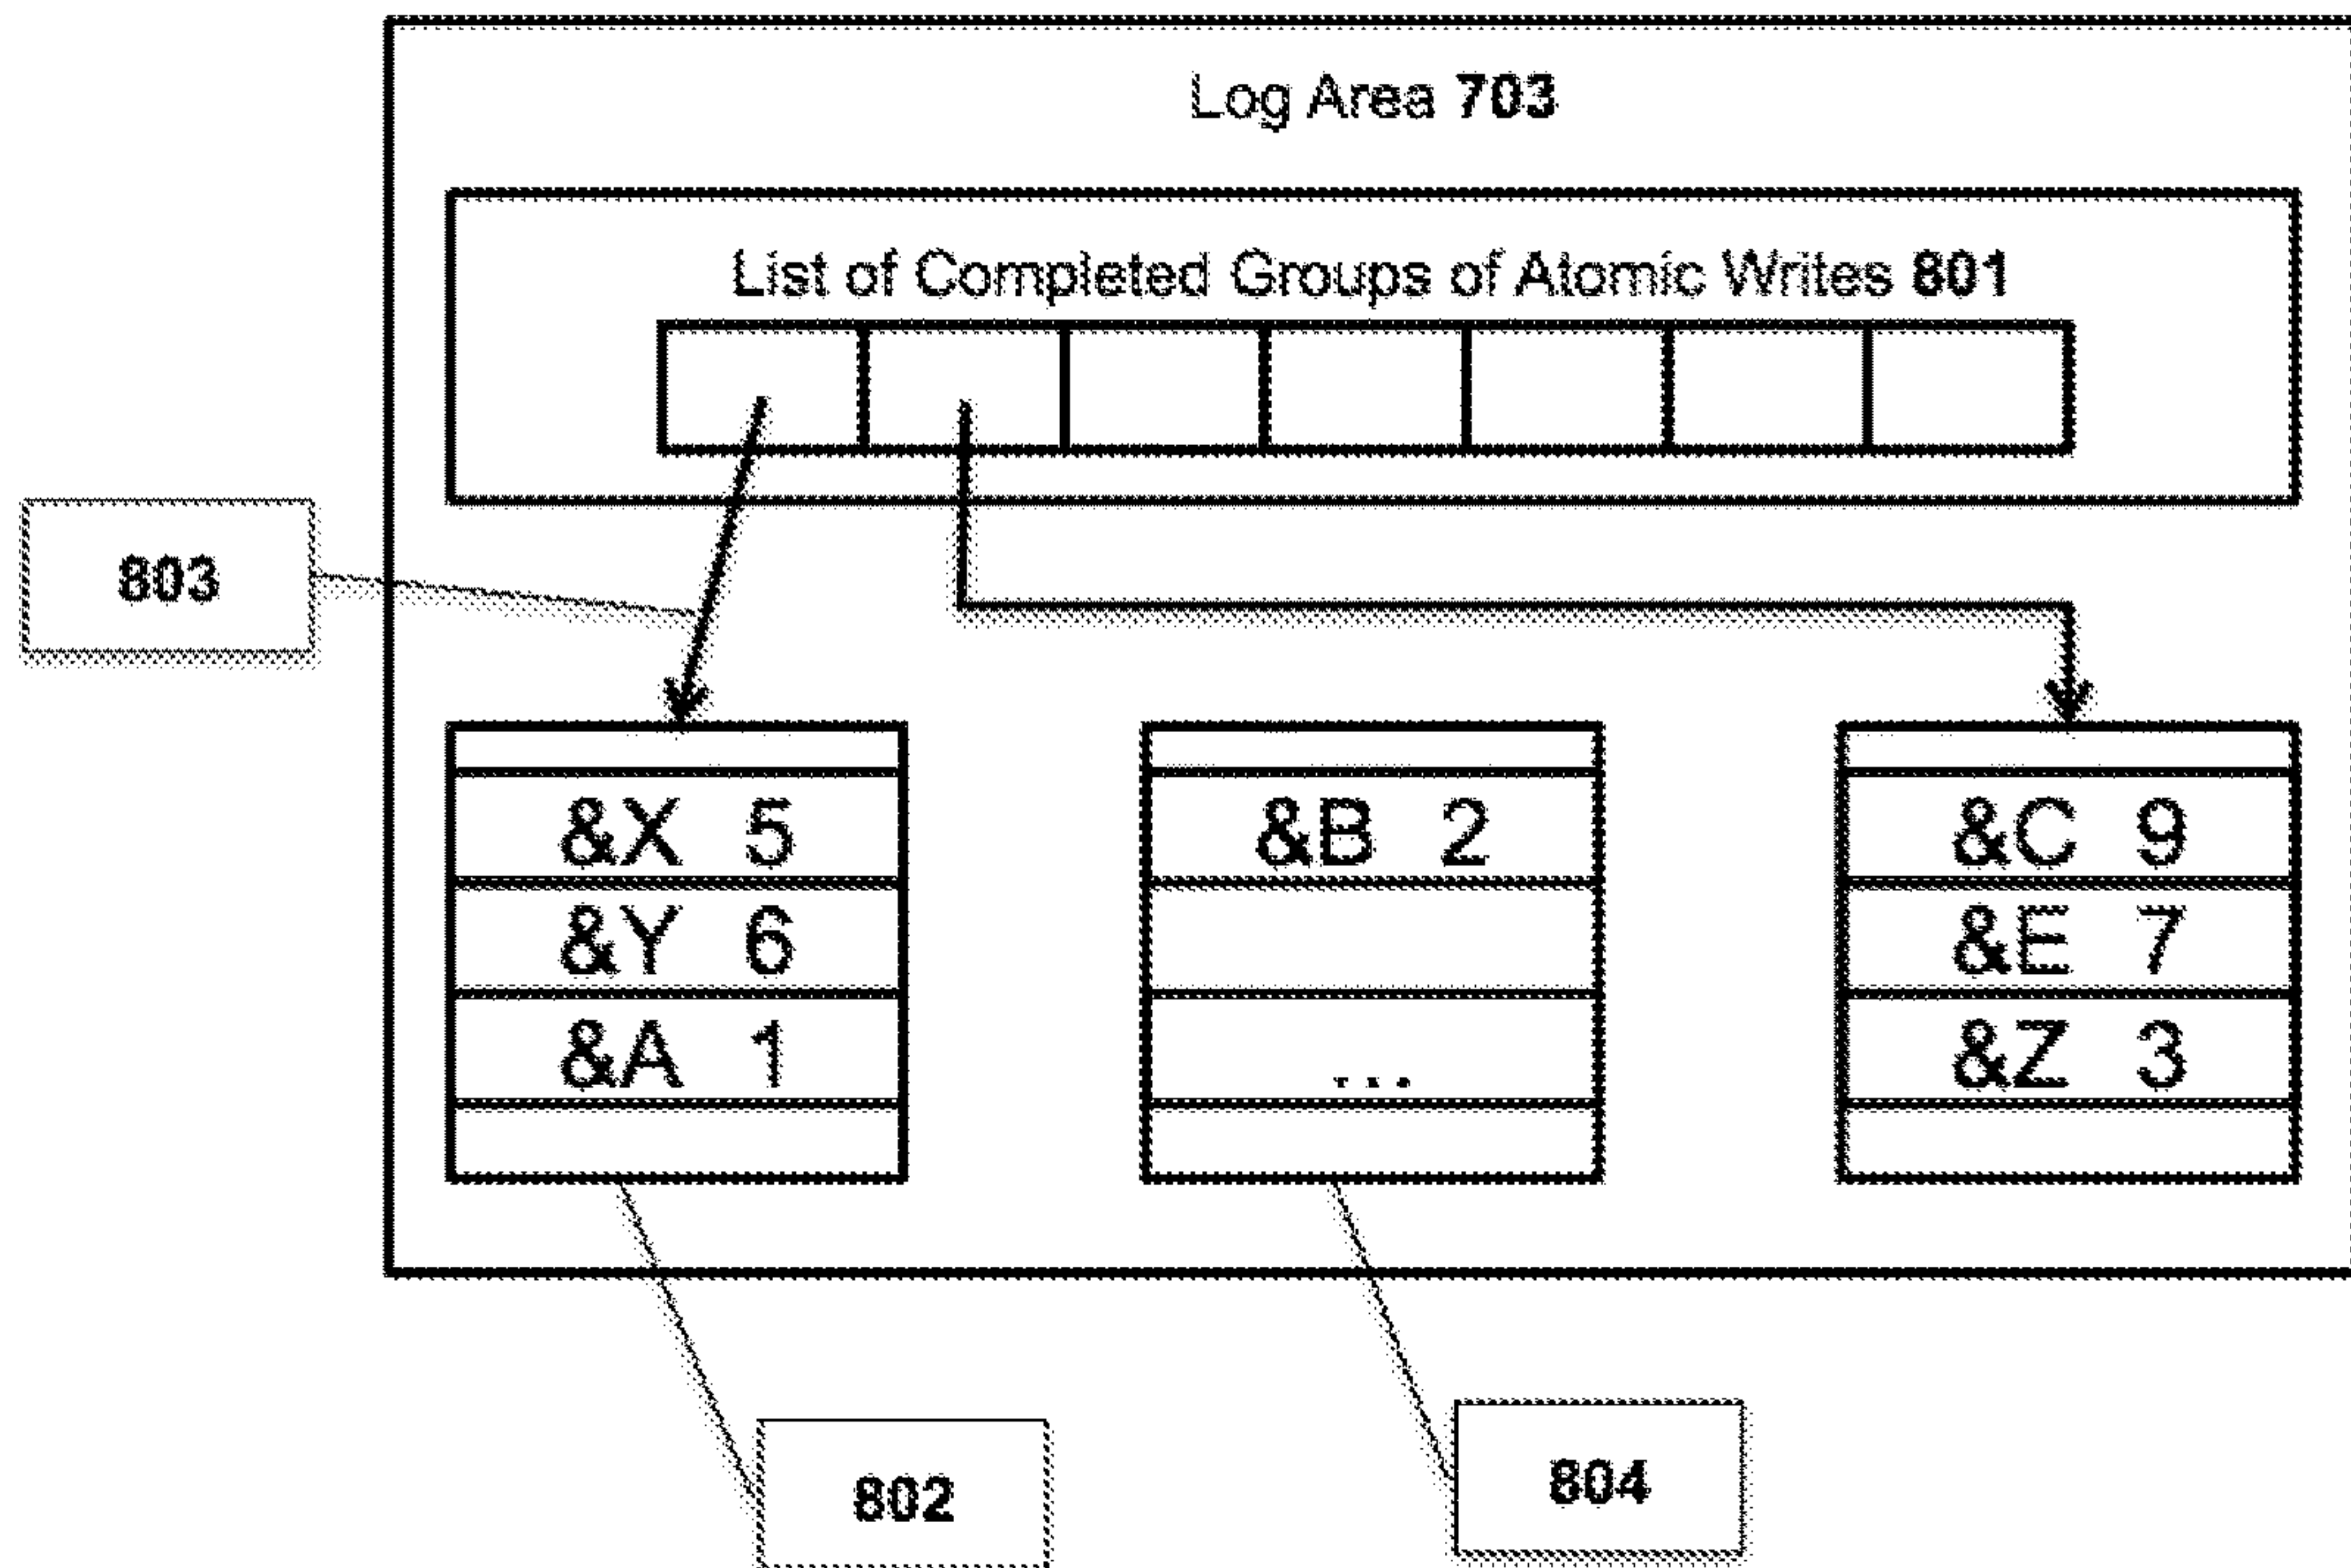 Log Area 703
List of Completed Groups of Atomic Writes 801
803
&X 5
&Y 6
&A 1
&B 2
...
&C 9
&E 7
&Z 3
802
804